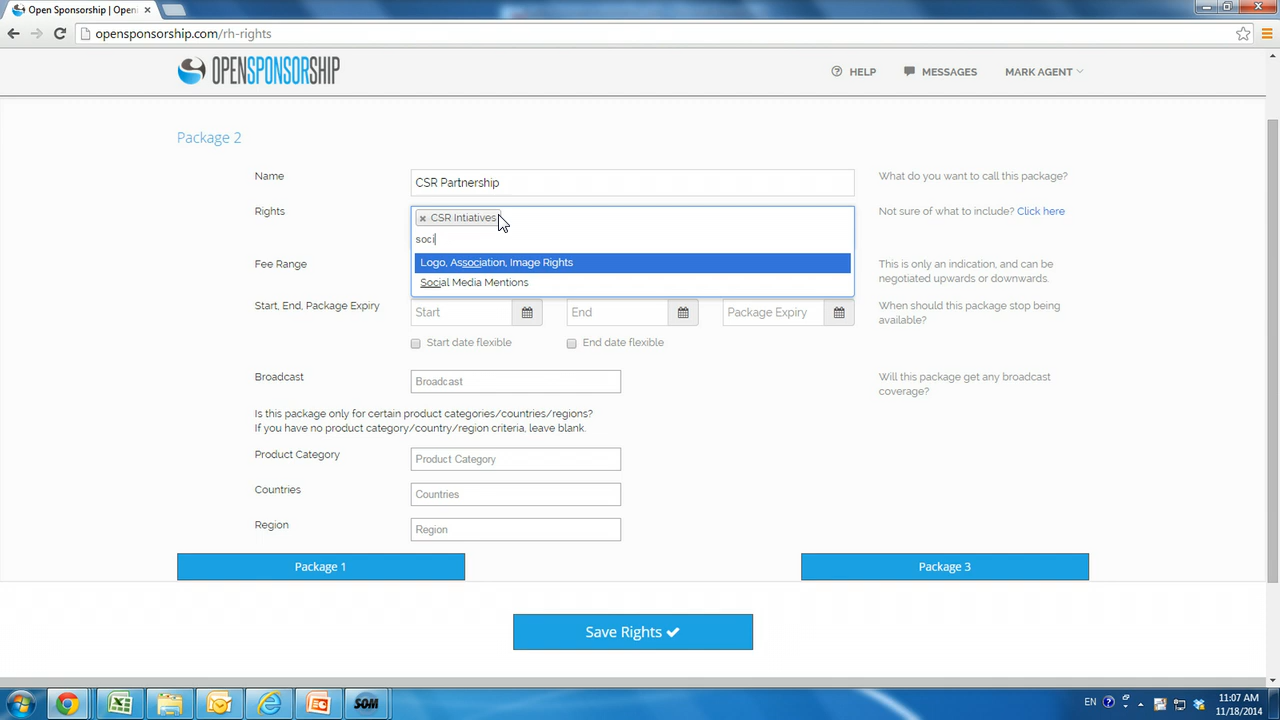 Open Sponsorship | Open
opensponsorship.com/rh-rights
OPENSPONSORSHIP
HELP
MESSAGES
MARK AGENT
Package 2
Name
CSR Partnership
What do you want to call this package?
Rights
× CSR Intiatives
Not sure of what to include? Click here
soci
Logo, Association, Image Rights
Social Media Mentions
Fee Range
This is only an indication, and can be
negotiated upwards or downwards.
Start, End, Package Expiry
Start
End
Package Expiry
When should this package stop being
available?
Start date flexible
End date flexible
Broadcast
Broadcast
Will this package get any broadcast
coverage?
Is this package only for certain product categories/countries/regions?
If you have no product category/country/region criteria, leave blank.
Product Category
Product Category
Countries
Countries
Region
Region
Package 1
Package 3
Save Rights
SOM
EN
11:07 AM
11/18/2014